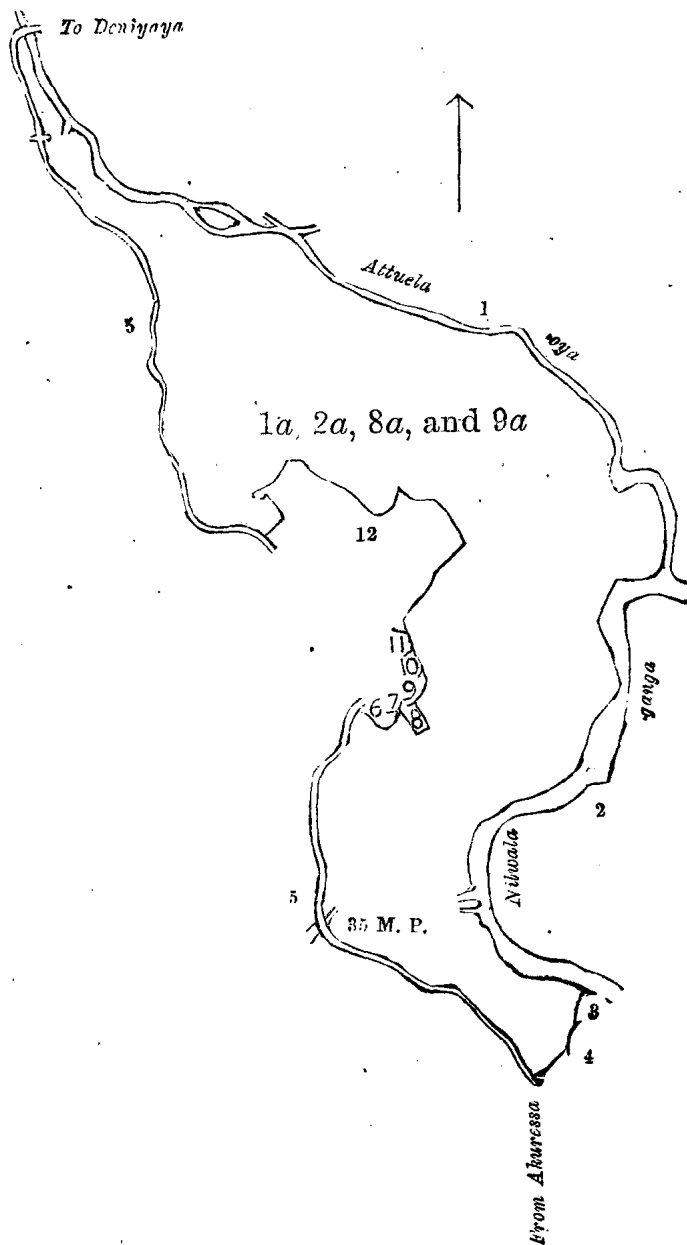 To Deniyaya
Attuela
1
oya
5
1a, 2a, 8a, and 9a
12
11
10
9
6 7
8
ganga
2
Nilwala
5
35 M. P.
3
4
From Akuressa